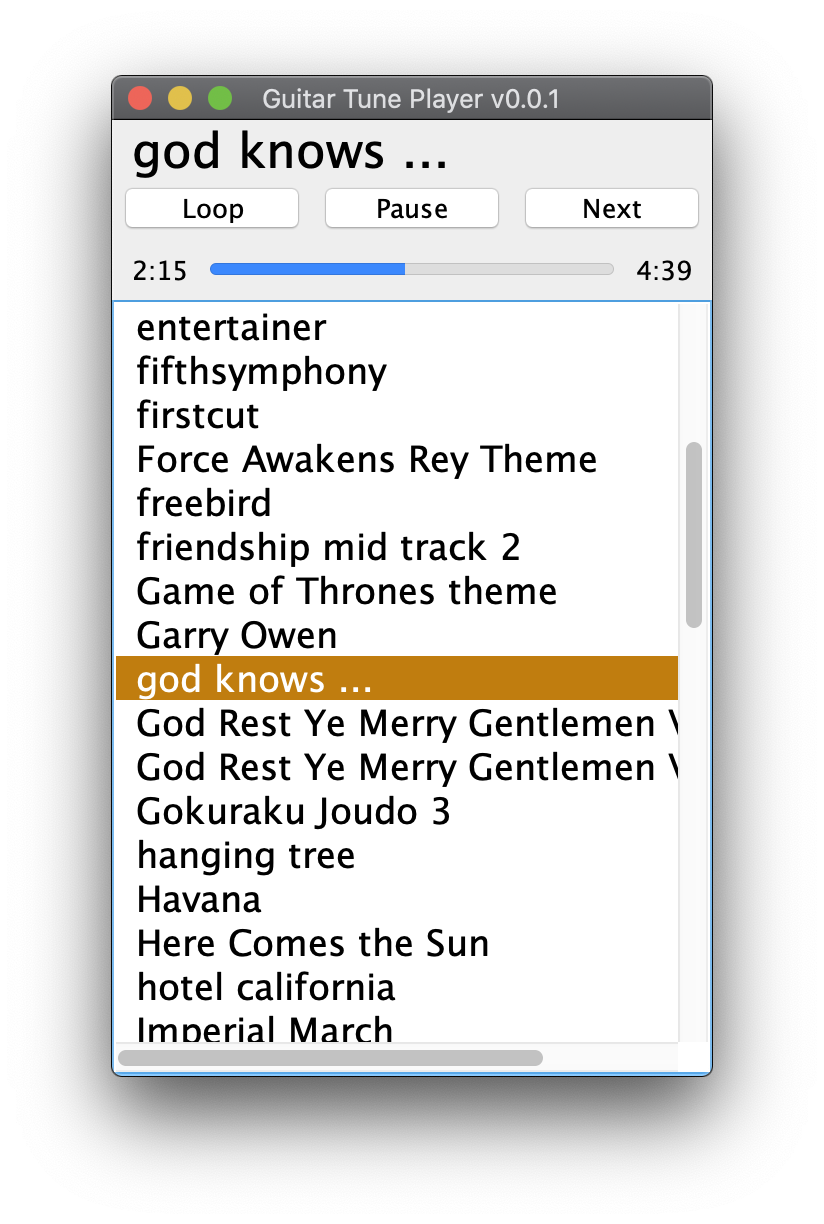 Guitar Tune Player v0.0.1
god knows ...
Loop Pause Next
2:15 4:39
entertainer
fifthsymphony
firstcut
Force Awakens Rey Theme
freebird
friendship mid track 2
Game of Thrones theme
Garry Owen
god knows ...
God Rest Ye Merry Gentlemen
God Rest Ye Merry Gentlemen
Gokuraku Joudo 3
hanging tree
Havana
Here Comes the Sun
hotel california
Imperial March